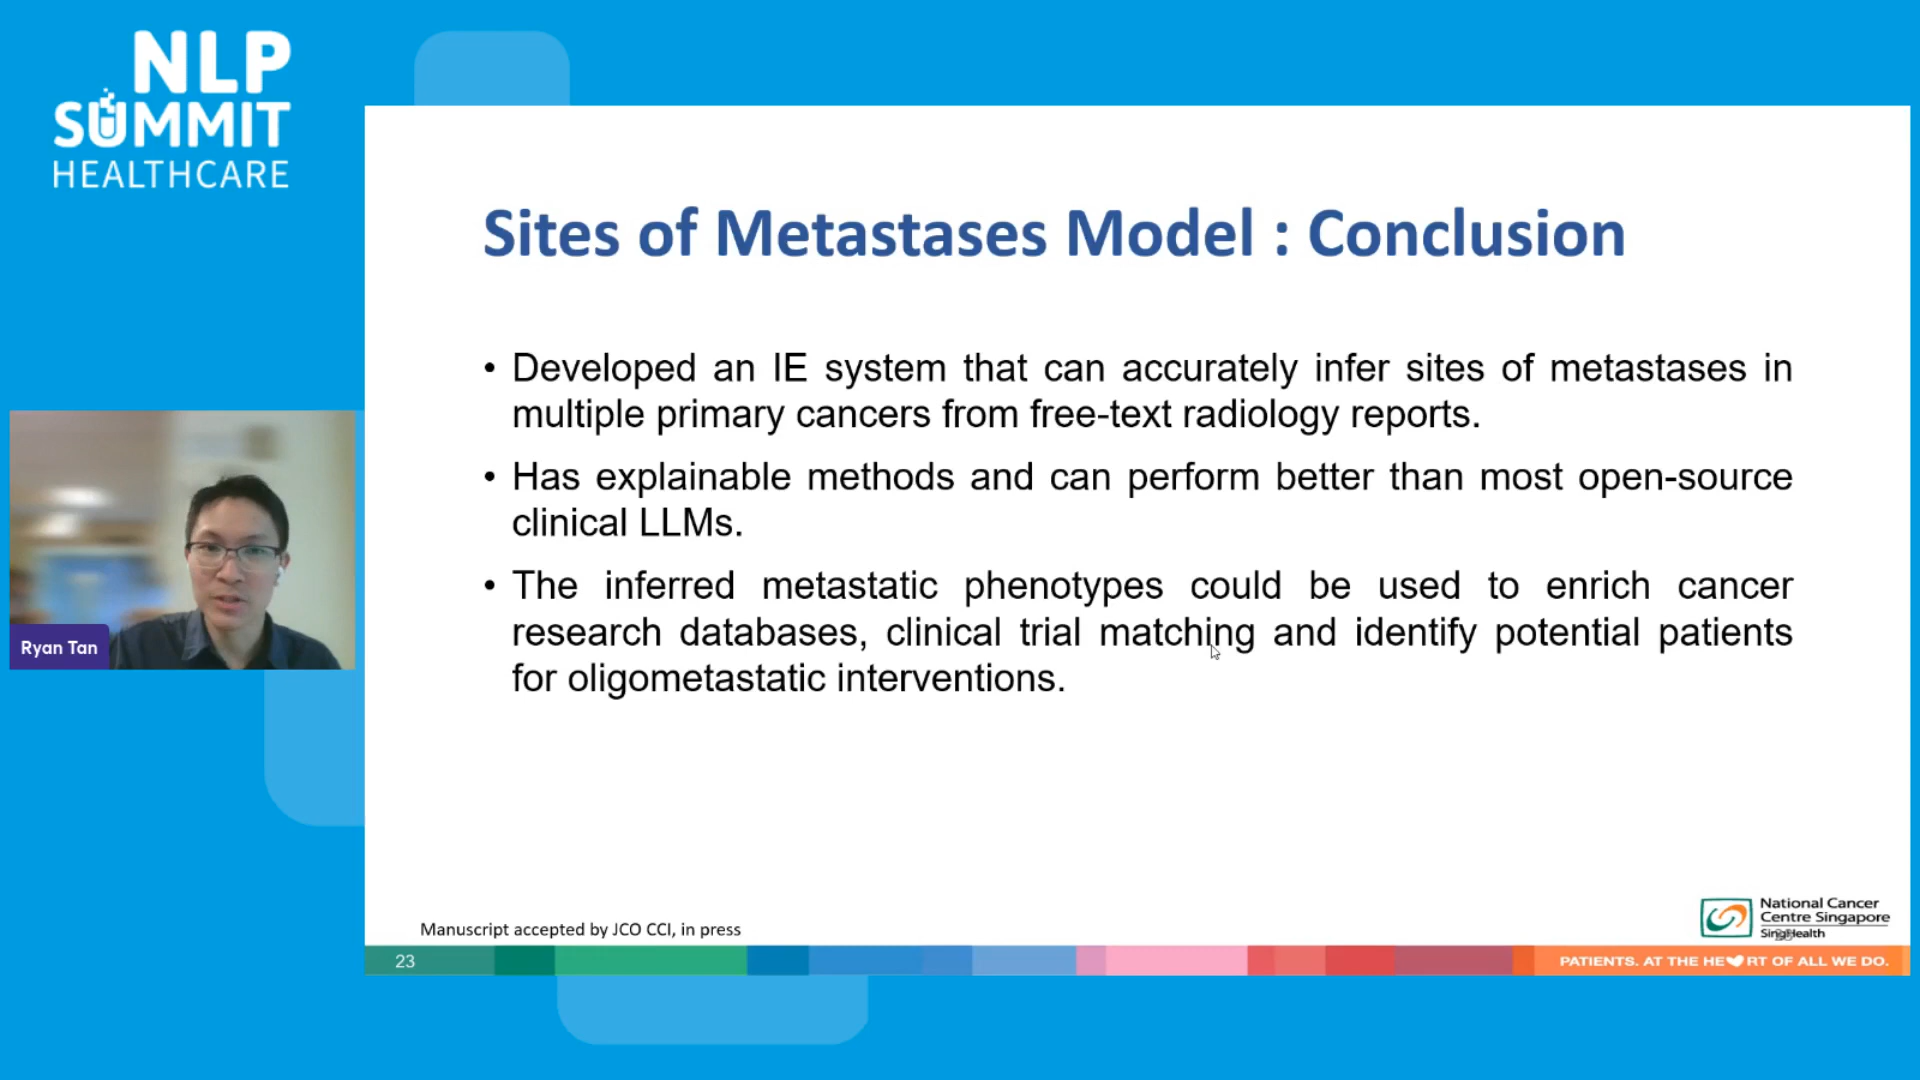 NLP
SUMMIT
HEALTHCARE
Sites of Metastases Model : Conclusion
• Developed an IE system that can accurately infer sites of metastases in
multiple primary cancers from free-text radiology reports.
• Has explainable methods and can perform better than most open-source
clinical LLMs.
• The inferred metastatic phenotypes could be used to enrich cancer
research databases, clinical trial matching and identify potential patients
for oligometastatic interventions.
Ryan Tan
Manuscript accepted by JCO CCI, in press
National Cancer
Centre Singapore
SingHealth
23
PATIENTS. AT THE HE RT OF ALL WE DO.